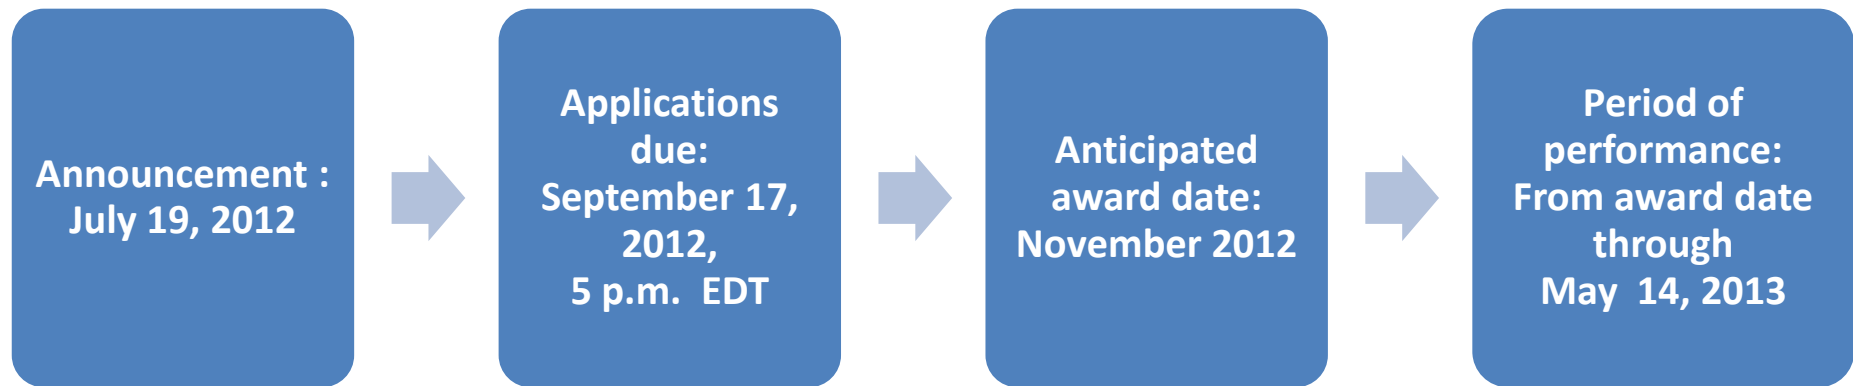 Announcement :
July 19, 2012
Applications
due:
September 17,
2012,
5 p.m. EDT
Anticipated
award date:
November 2012
Period of
performance:
From award date
through
May 14, 2013